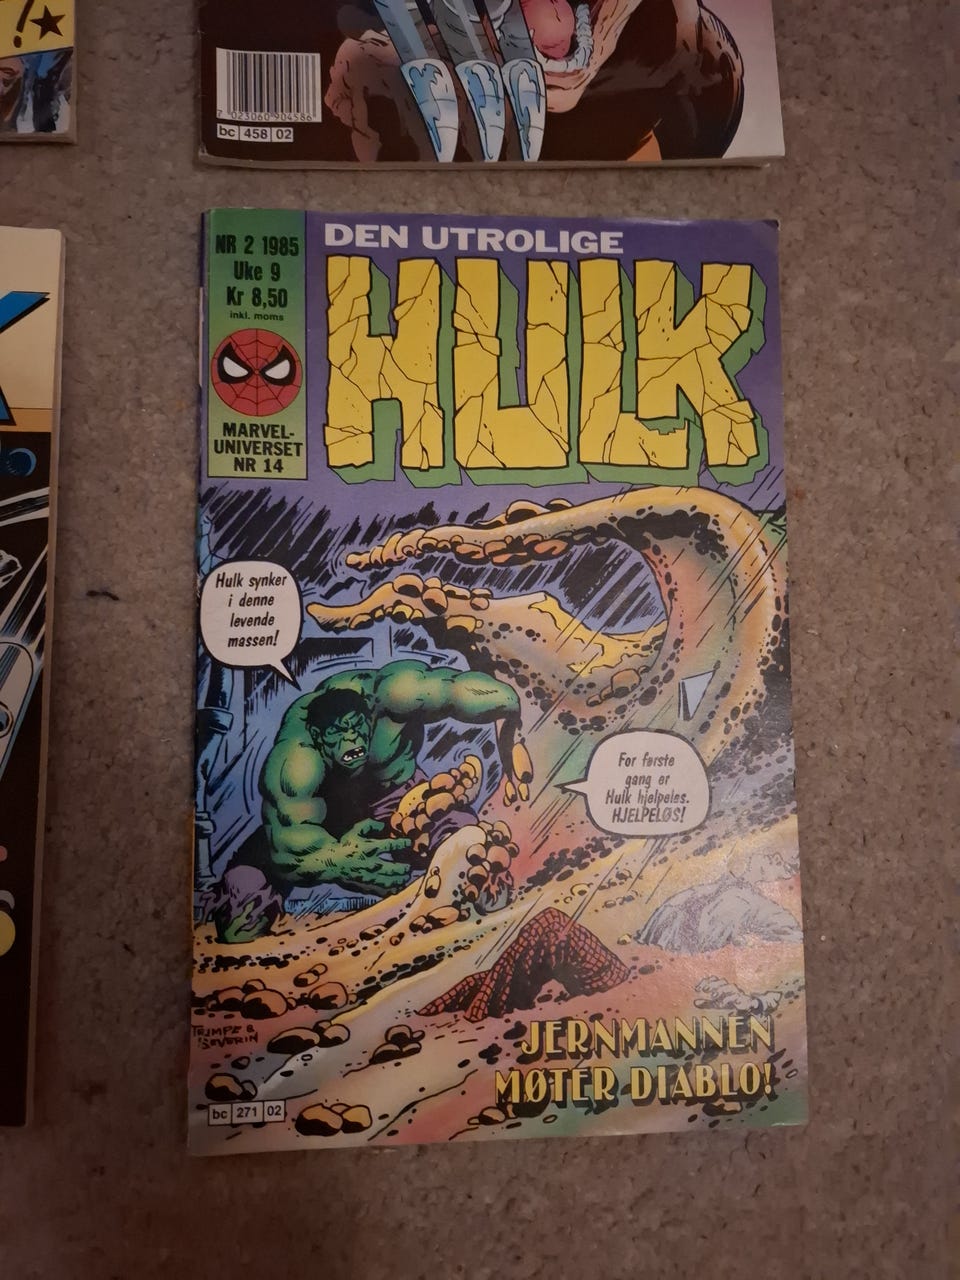 7 023060 904586
bc 458 02
NR 2 1985
Uke 9
Kr 8,50
inkl. moms
MARVEL-
UNIVERSET
NR 14
DEN UTROLIGE
HULK
Hulk synker
i denne
levende
massen!
For første
gang er
Hulk hjelpeløs.
HJELPELØS!
TRIMPE &
SEVERIN
JERNMANNEN
MØTER DIABLO!
bc 271 02